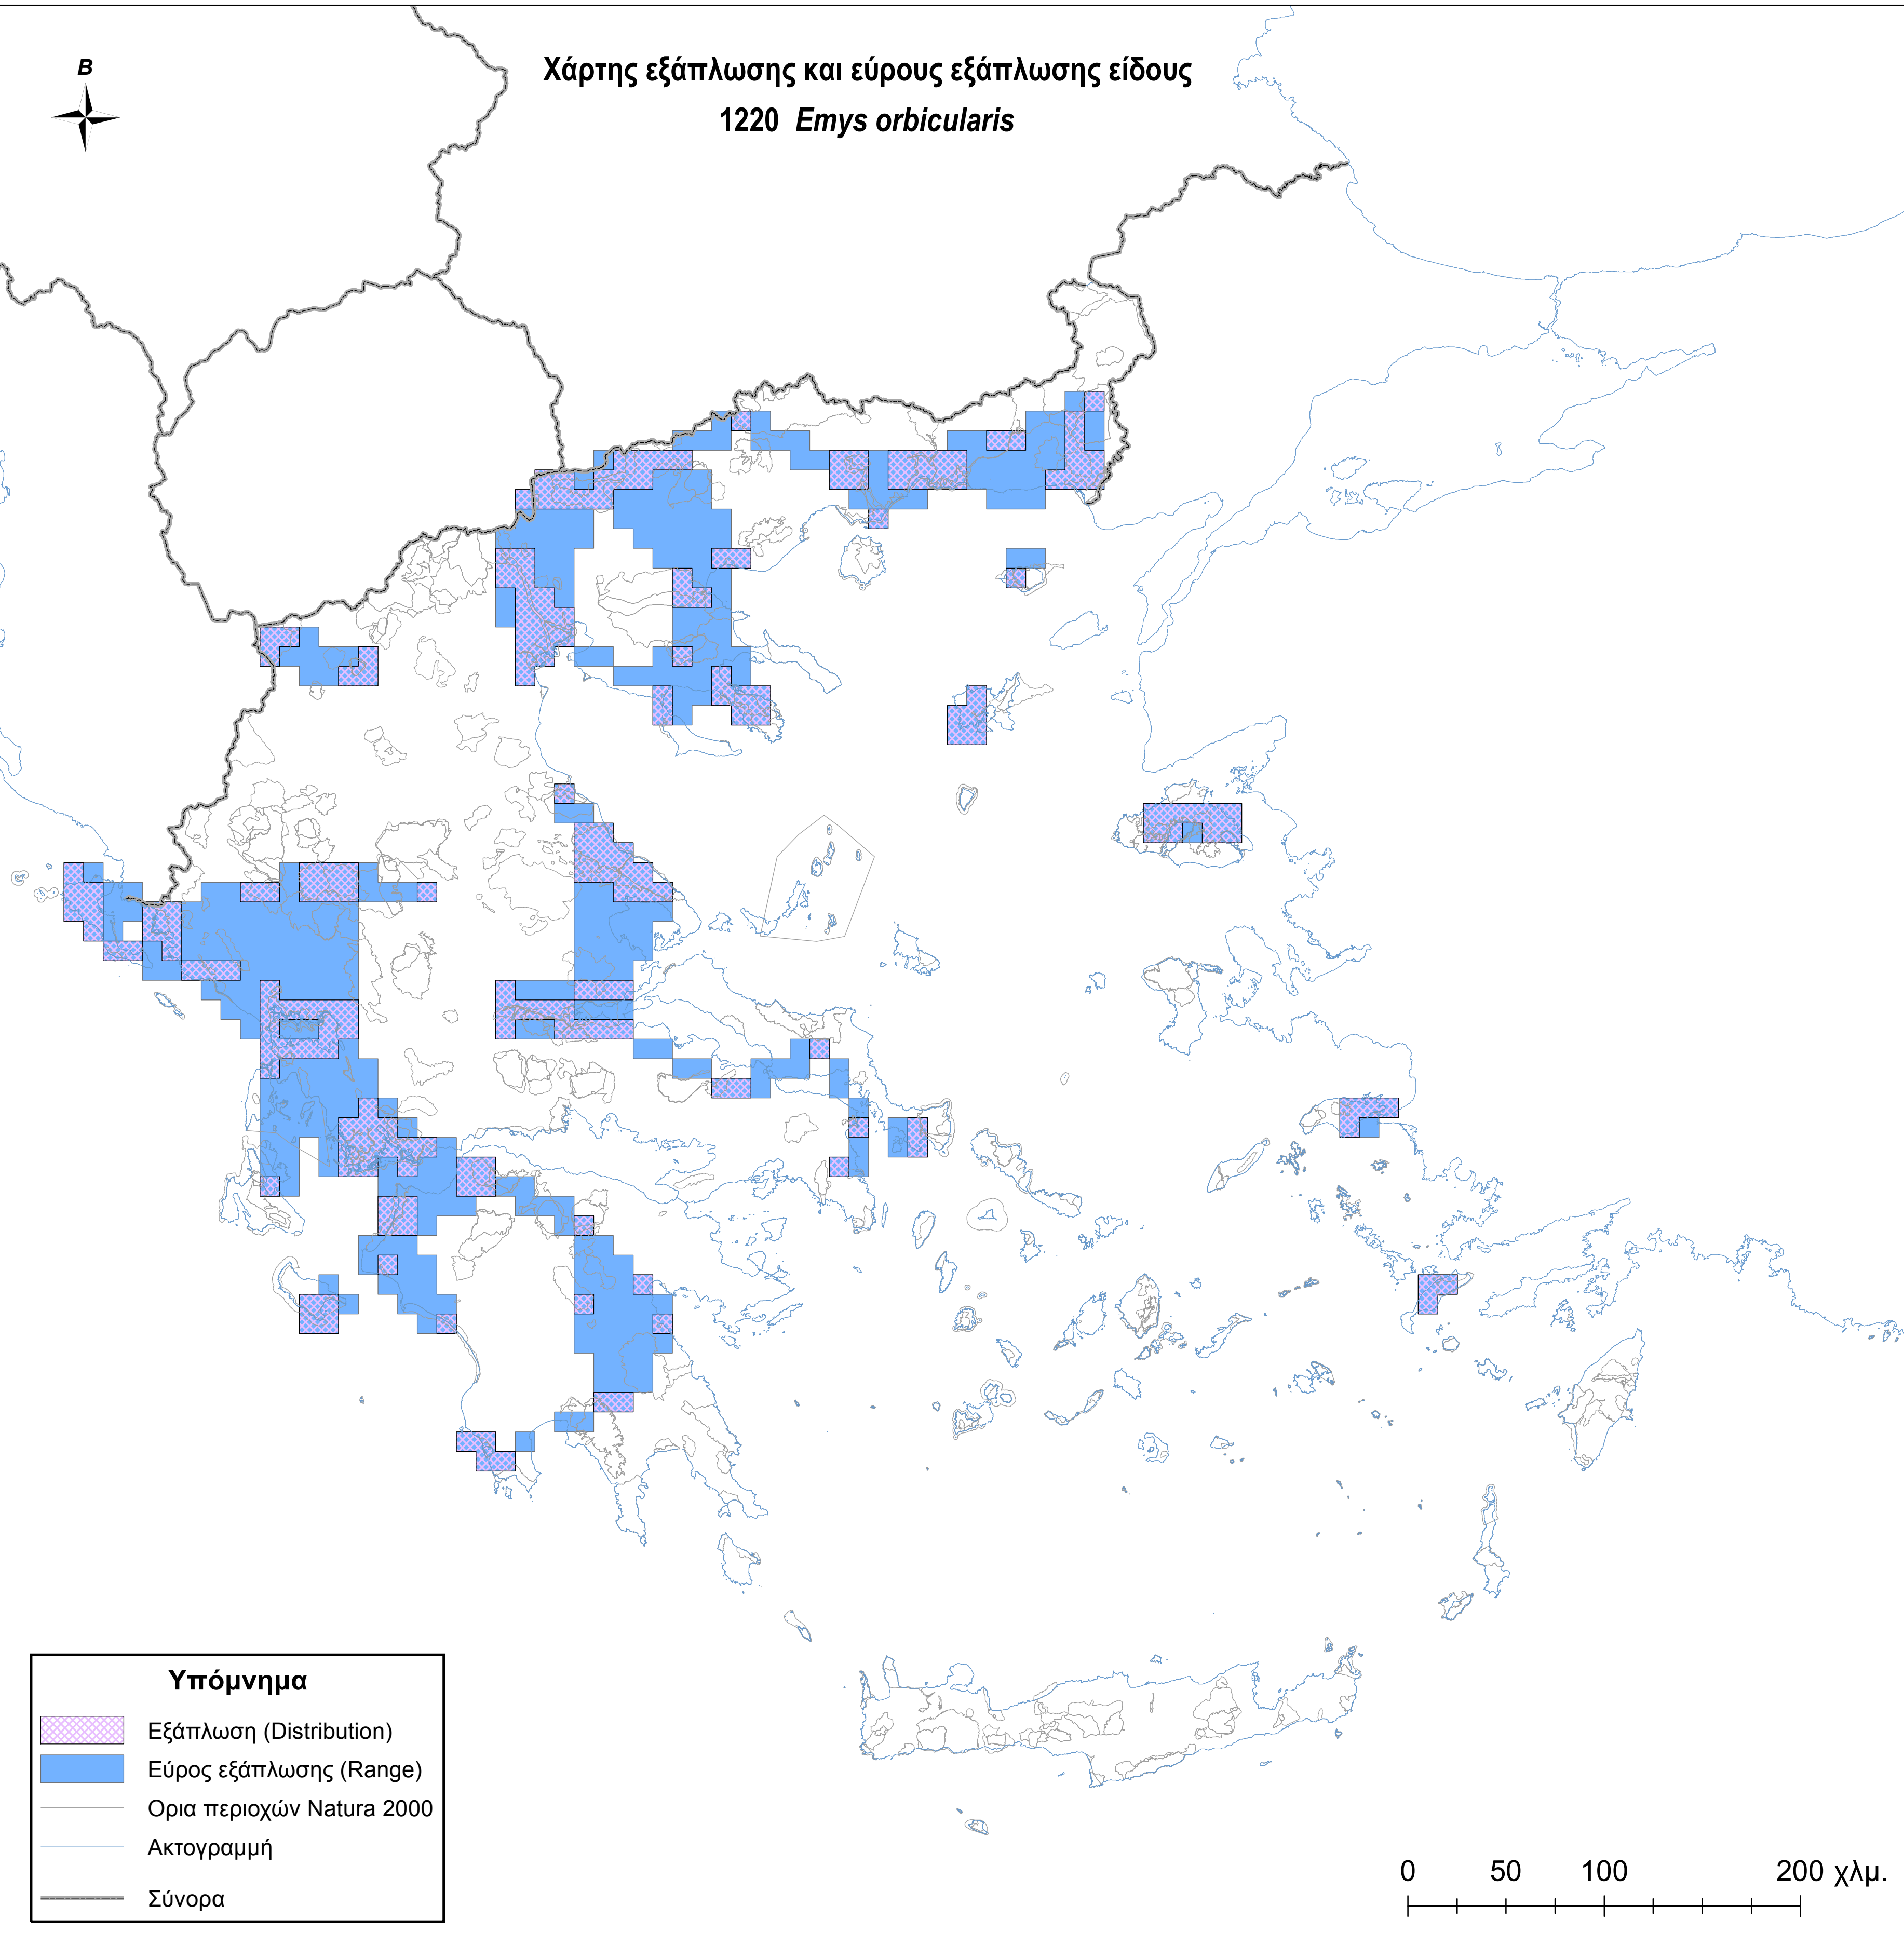 B
Χάρτης εξάπλωσης και εύρους εξάπλωσης είδους
1220 Emys orbicularis
Υπόμνημα
Εξάπλωση (Distribution)
Εύρος εξάπλωσης (Range)
Ορια περιοχών Natura 2000
Ακτογραμμή
Σύνορα
0 50 100 200 χλμ.